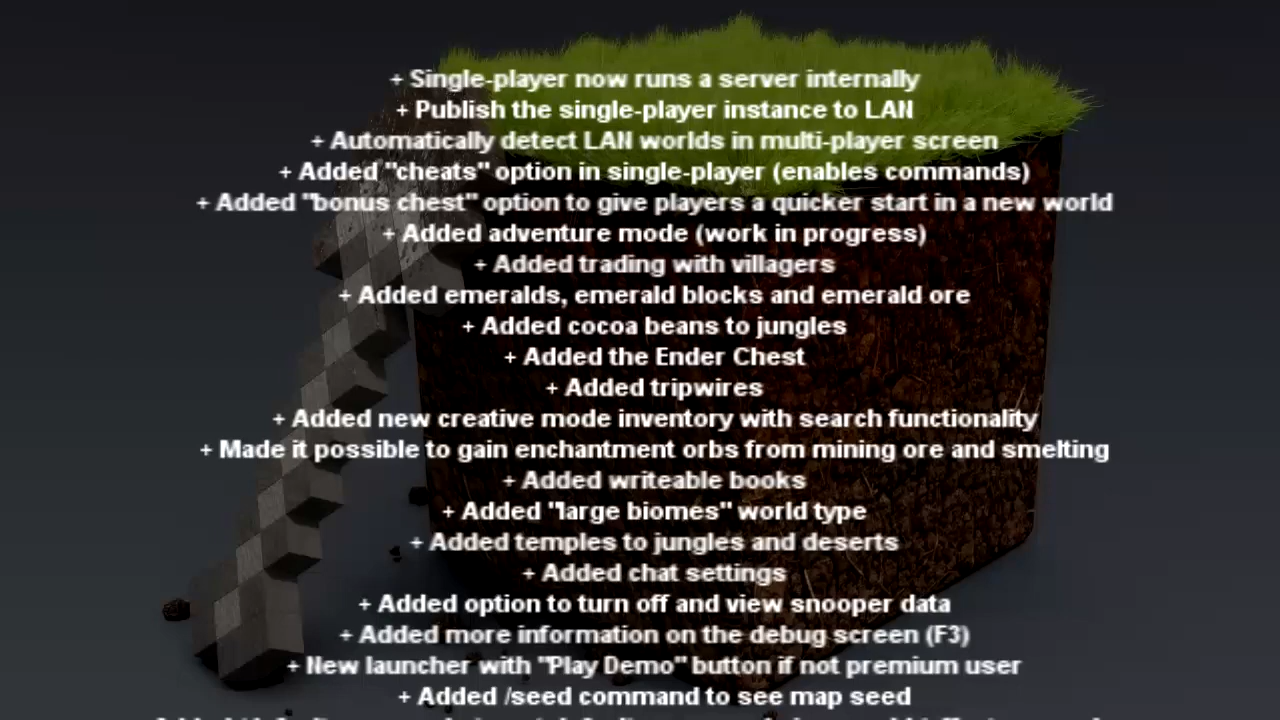 + Single-player now runs a server internally
+ Publish the single-player instance to LAN
+ Automatically detect LAN worlds in multi-player screen
+ Added "cheats" option in single-player (enables commands)
+ Added "bonus chest" option to give players a quicker start in a new world
+ Added adventure mode (work in progress)
+ Added trading with villagers
+ Added emeralds, emerald blocks and emerald ore
+ Added cocoa beans to jungles
+ Added the Ender Chest
+ Added tripwires
+ Added new creative mode inventory with search functionality
+ Made it possible to gain enchantment orbs from mining ore and smelting
+ Added writeable books
+ Added "large biomes" world type
+ Added temples to jungles and deserts
+ Added chat settings
+ Added option to turn off and view snooper data
+ Added more information on the debug screen (F3)
+ New launcher with "Play Demo" button if not premium user
+ Added /seed command to see map seed